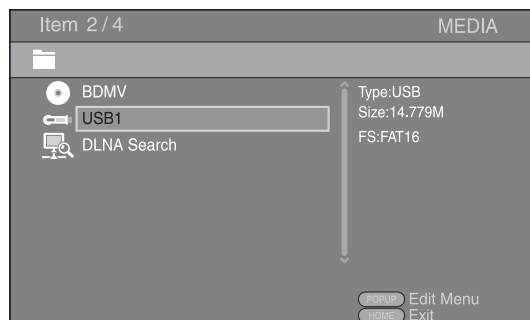 Item 2/4
MEDIA
BDMV
USB1
DLNA Search
Type:USB
Size:14.779M
FS:FAT16
POPUP Edit Menu
HOME Exit